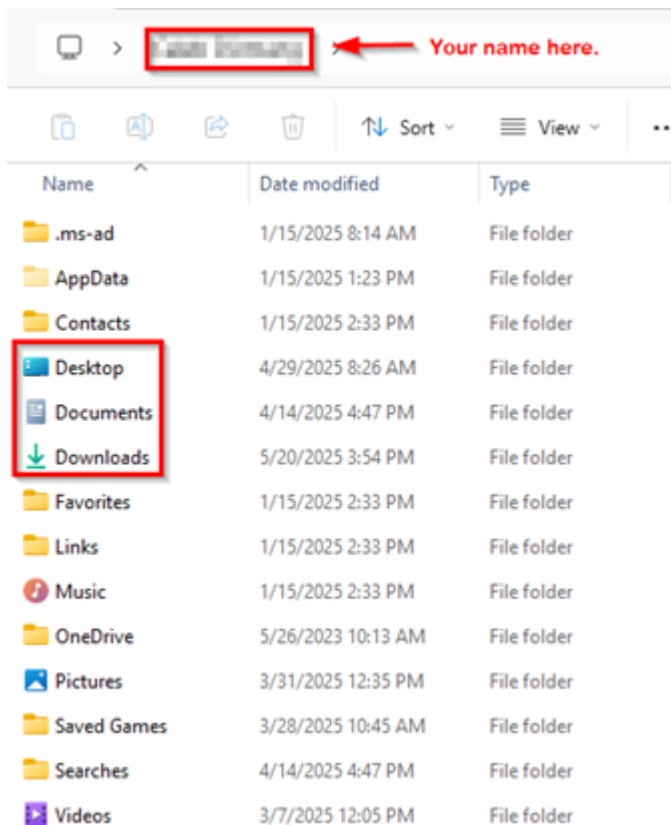 > > Your name here.
Sort View
Name Date modified Type
.ms-ad 1/15/2025 8:14 AM File folder
AppData 1/15/2025 1:23 PM File folder
Contacts 1/15/2025 2:33 PM File folder
Desktop 4/29/2025 8:26 AM File folder
Documents 4/14/2025 4:47 PM File folder
Downloads 5/20/2025 3:54 PM File folder
Favorites 1/15/2025 2:33 PM File folder
Links 1/15/2025 2:33 PM File folder
Music 1/15/2025 2:33 PM File folder
OneDrive 5/26/2023 10:13 AM File folder
Pictures 3/31/2025 12:35 PM File folder
Saved Games 3/28/2025 10:45 AM File folder
Searches 4/14/2025 4:47 PM File folder
Videos 3/7/2025 12:05 PM File folder